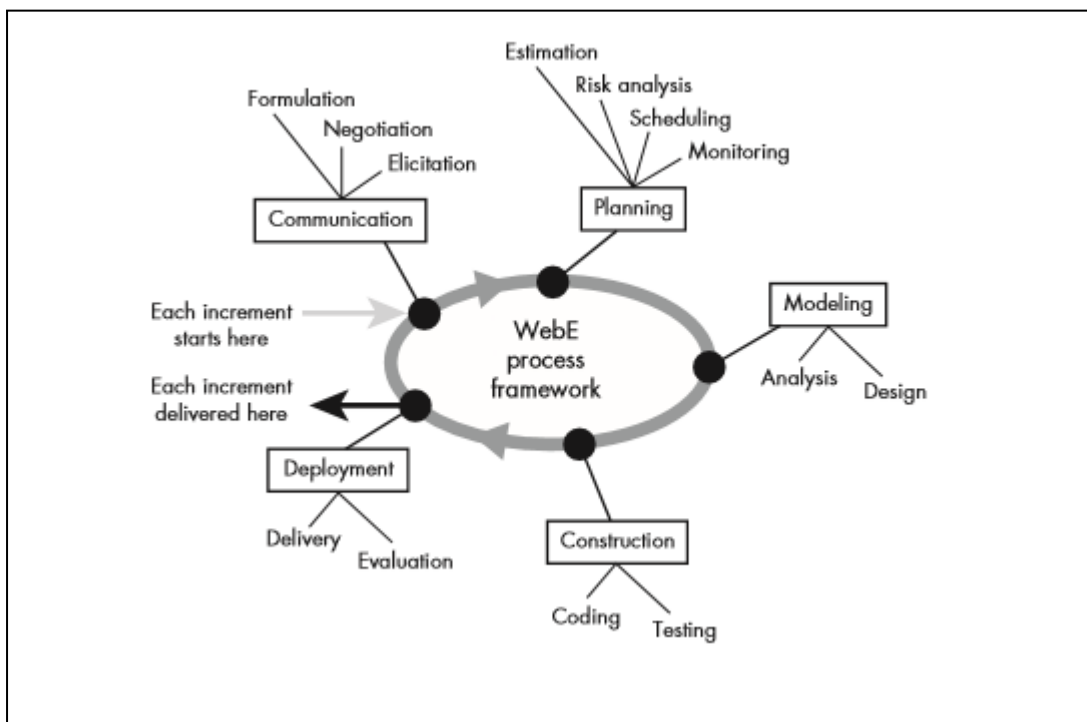 Estimation
Risk analysis
Scheduling
Monitoring
Planning
Formulation
Negotiation
Elicitation
Communication
Each increment
starts here
WebE
process
framework
Modeling
Analysis
Design
Each increment
delivered here
Deployment
Delivery
Evaluation
Construction
Coding
Testing